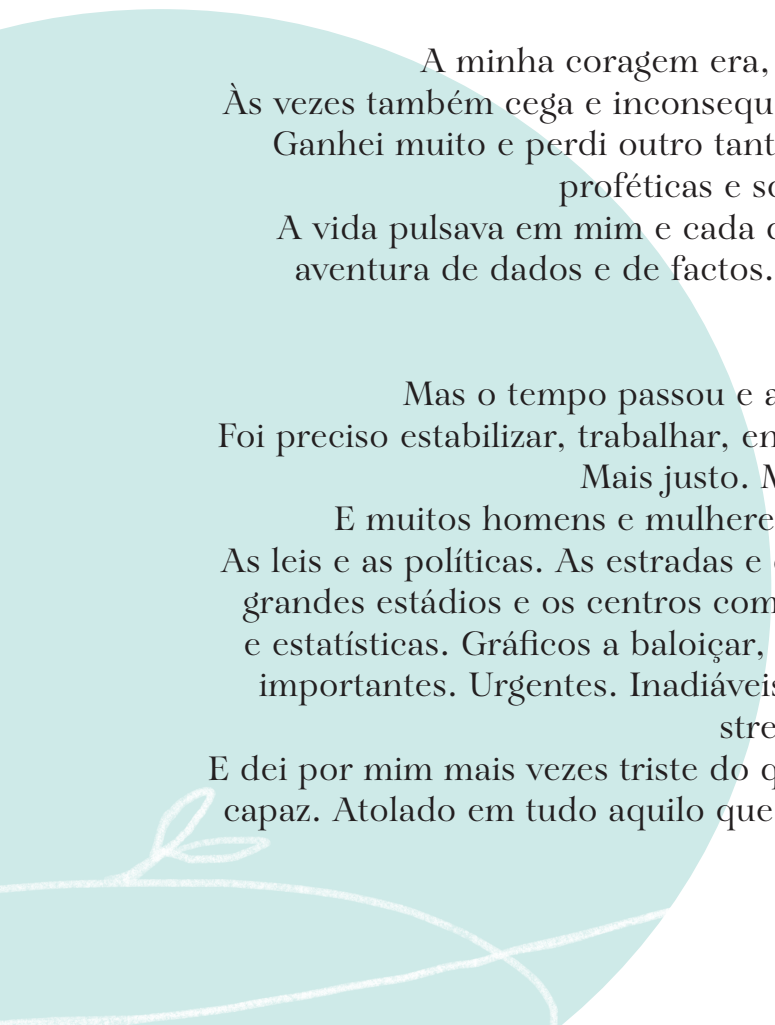 A minha coragem era,
Às vezes também cega e inconsequ
Ganhei muito e perdi outro tant
proféticas e so
A vida pulsava em mim e cada d
aventura de dados e de factos.
Mas o tempo passou e a
Foi preciso estabilizar, trabalhar, en
Mais justo. M
E muitos homens e mulhere
As leis e as políticas. As estradas e
grandes estádios e os centros com
e estatísticas. Gráficos a baloiçar,
importantes. Urgentes. Inadiáveis
stre
E dei por mim mais vezes triste do q
capaz. Atolado em tudo aquilo que